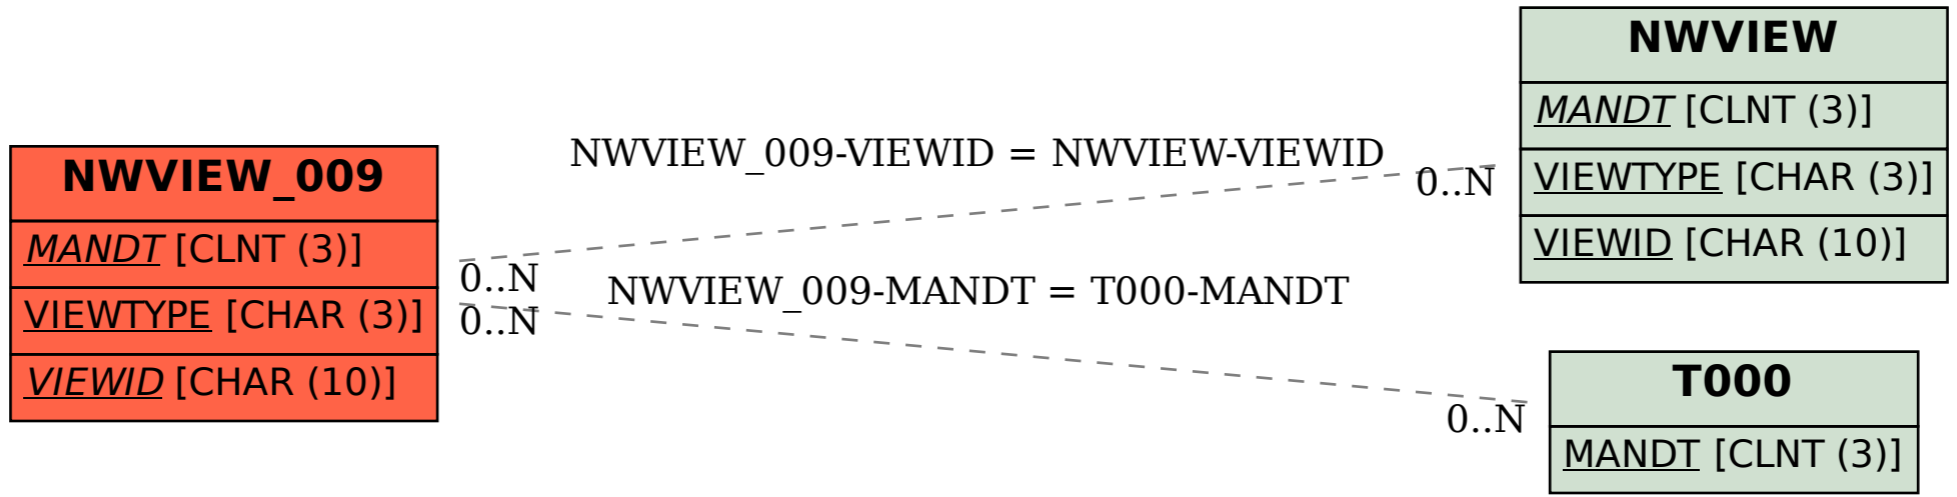 NWVIEW_009
MANDT [CLNT (3)]
VIEWTYPE [CHAR (3)]
VIEWID [CHAR (10)]
NWVIEW_009-VIEWID = NWVIEW-VIEWID
0..N
0..N
NWVIEW_009-MANDT = T000-MANDT
0..N
0..N
NWVIEW
MANDT [CLNT (3)]
VIEWTYPE [CHAR (3)]
VIEWID [CHAR (10)]
T000
MANDT [CLNT (3)]